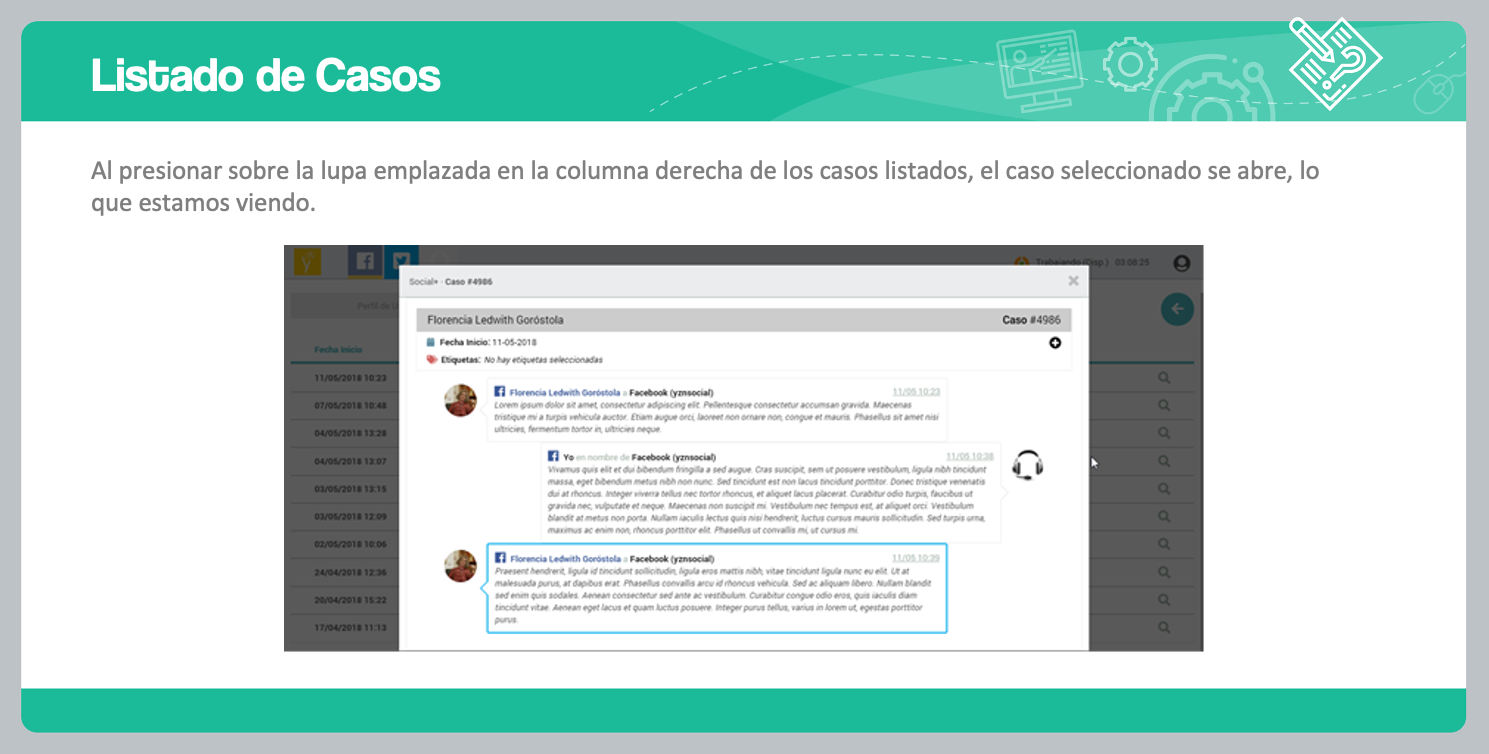 Listado de Casos
Al presionar sobre la lupa emplazada en la columna derecha de los casos listados, el caso seleccionado se abre, lo
que estamos viendo.
Trabajando (Disp.) 03:08:25
Social+ - Caso #4986
Perfil de
Florencia Ledwith Goróstola Caso #4986
Fecha Inicio: 11-05-2018
Etiquetas: No hay etiquetas seleccionadas
Fecha Inicio
11/05/2018 10:23
07/05/2018 10:48
04/05/2018 13:28
04/05/2018 13:07
03/05/2018 13:15
03/05/2018 12:09
02/05/2018 10:06
24/04/2018 12:36
20/04/2018 15:22
17/04/2018 11:13
Florencia Ledwith Goróstola a Facebook (yznsocial) 11/05 10:23
Lorem ipsum dolor sit amet, consectetur adipiscing elit. Pellentesque consectetur accumsan gravida. Maecenas
tristique mi a turpis vehicula auctor. Etiam augue orci, laoreet non ornare non, congue et mauris. Phasellus sit amet nisi
ultricies, fermentum tortor in, ultricies neque.
Yo en nombre de Facebook (yznsocial) 11/05 10:38
Vivamus quis elit et dui bibendum fringilla a sed augue. Cras suscipit, sem ut posuere vestibulum, ligula nibh tincidunt
massa, eget bibendum metus nibh non nunc. Sed tincidunt est non lacus tincidunt porttitor. Donec tristique venenatis
dui at rhoncus. Integer viverra tellus nec tortor rhoncus, et aliquet lacus placerat. Curabitur odio turpis, faucibus ut
gravida nec, vulputate et neque. Maecenas non suscipit mi. Vestibulum nec tempus est, at aliquet orci. Vestibulum
blandit at metus non porta. Nullam iaculis lectus quis nisi hendrerit, luctus cursus mauris sollicitudin. Sed turpis urna,
maximus ac enim non, rhoncus porttitor elit. Phasellus ut convallis mi, ut cursus mi.
Florencia Ledwith Goróstola a Facebook (yznsocial) 11/05 10:39
Praesent hendrerit, ligula id tincidunt sollicitudin, ligula eros mattis nibh, vitae tincidunt ligula nunc eu elit. Ut at
malesuada purus, at dapibus erat. Phasellus convallis arcu id rhoncus vehicula. Sed ac aliquam libero. Nullam blandit
sed enim quis sodales. Aenean consectetur sed ante ac vestibulum. Curabitur congue odio eros, quis iaculis diam
tincidunt vitae. Aenean eget lacus et quam luctus posuere. Integer purus tellus, varius in lorem ut, egestas porttitor
purus.